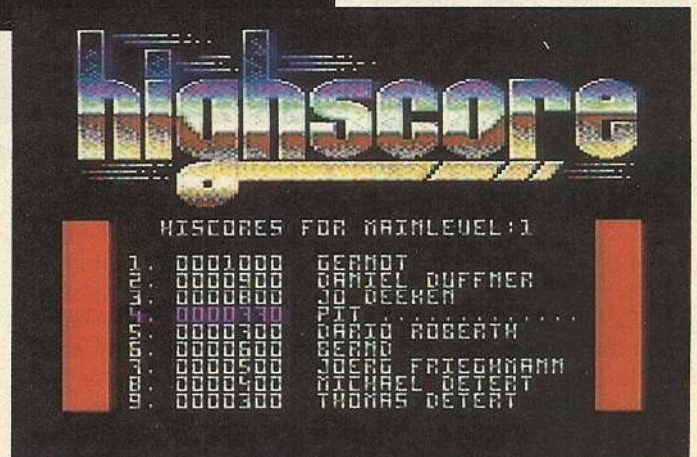 highscore
HISCORES FOR MAINLEVEL:1
1. 0001000 GERNOT
2. 0000900 DANIEL DUFFNER
3. 0000800 JO DEEKEN
4. 0000770 PIT ..............
5. 0000700 DARIO ROBERTH
6. 0000600 BERND
7. 0000500 JOERG FRIEGHMANN
8. 0000400 MICHAEL DETERT
9. 0000300 THOMAS DETERT